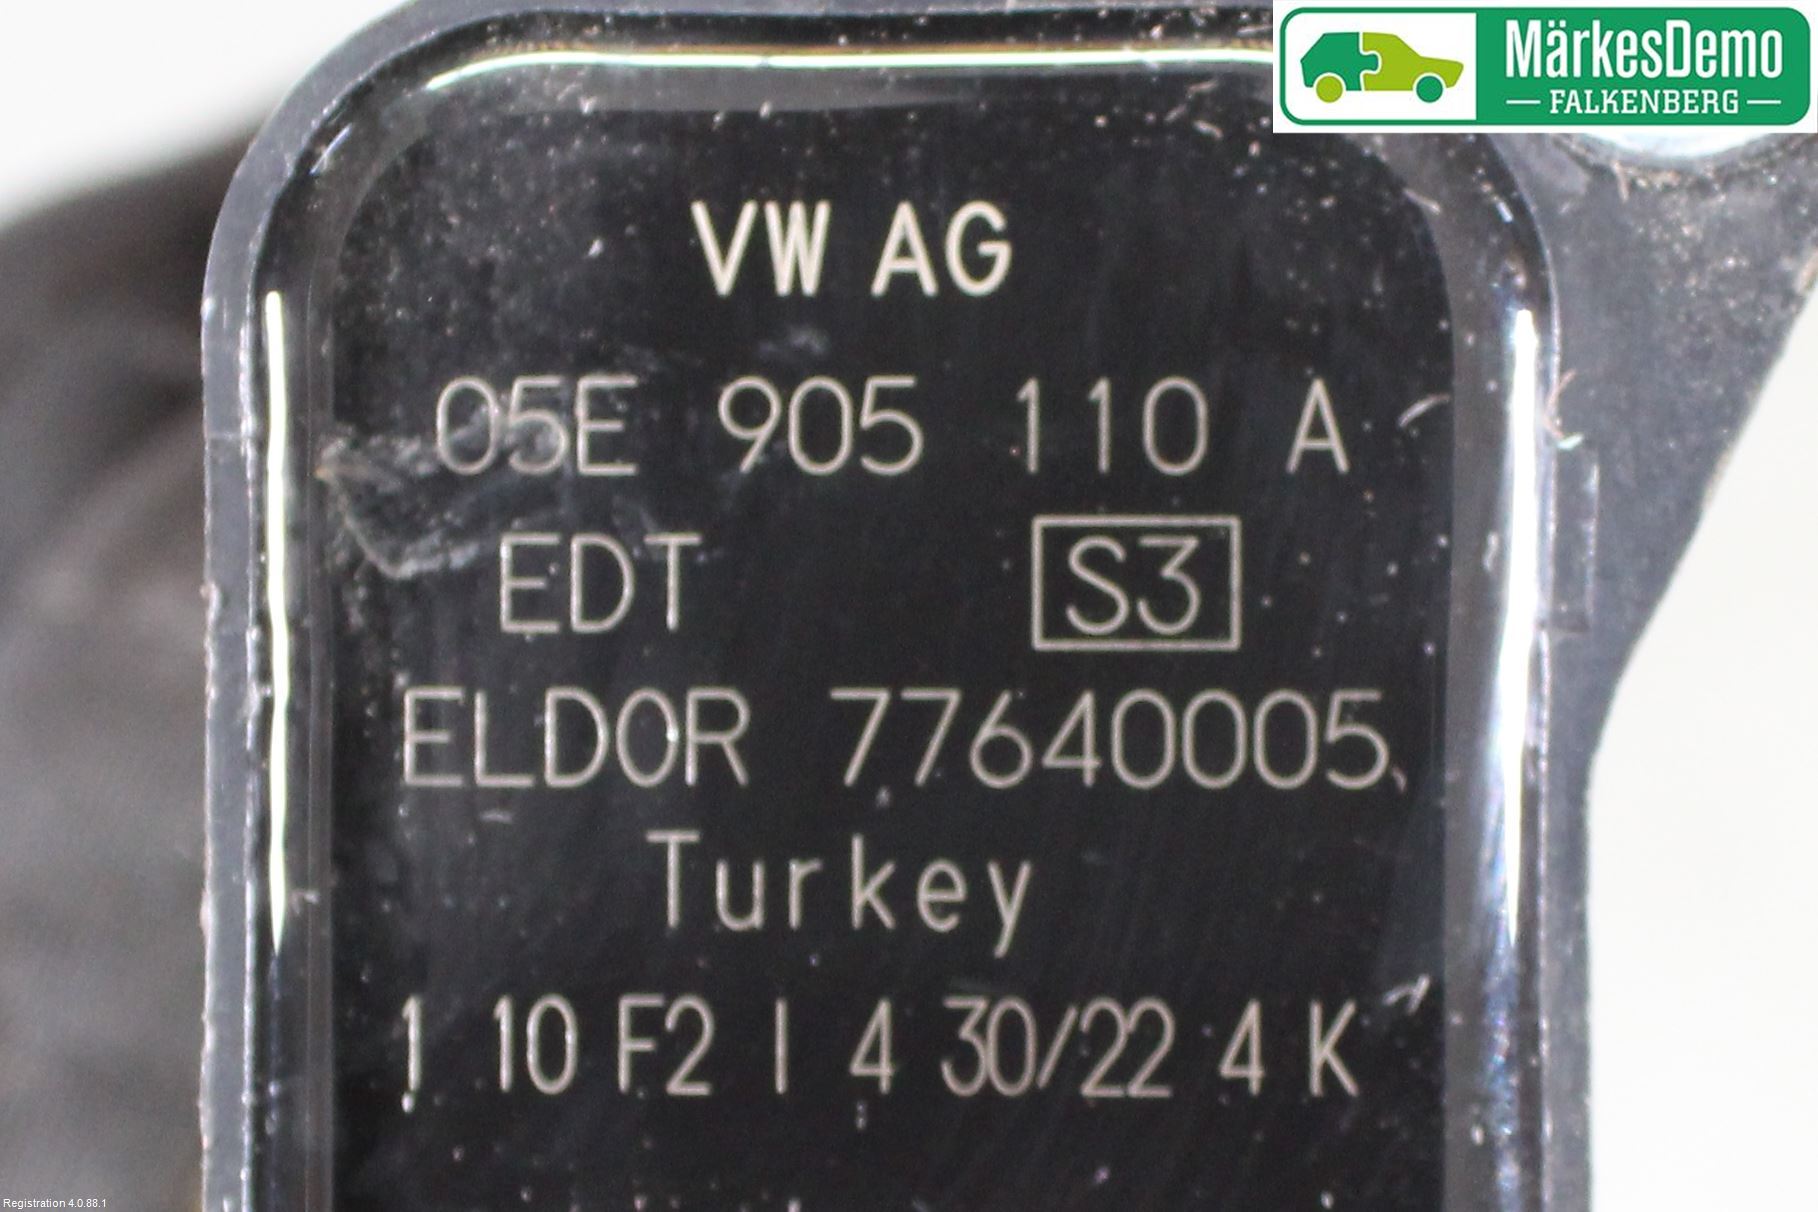 MärkesDemo
FALKENBERG
VW AG
05E 905 110 A
EDT S3
ELDOR 77640005
Turkey
1 10 F2 I 4 30/22 4 K
Registration 4.0.88.1